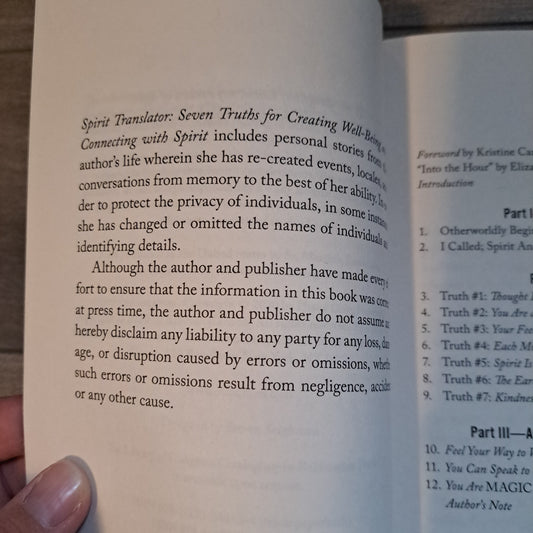 Spirit Translator: Seven Truths for Creating Well-Being
Connecting with Spirit includes personal stories from
author's life wherein she has re-created events, locales,
conversations from memory to the best of her ability. In
der to protect the privacy of individuals, in some
she has changed or omitted the names of individuals
identifying details.
Although the author and publisher have made every
fort to ensure that the information in this book was
at press time, the author and publisher do not assume
hereby disclaim any liability to any party for any loss,
age, or disruption caused by errors or omissions,
such errors or omissions result from negligence,
or any other cause.
Foreword by Kristine
"Into the Hour" by
Introduction
Part I
1. Otherworldly
2. I Called; Spirit
3. Truth #1: Thought
4. Truth #2: You Are
5. Truth #3: Your
6. Truth #4: Each
7. Truth #5: Spirit Is
8. Truth #6: The
9. Truth #7:
Part III—
10. Feel Your Way to
11. You Can Speak to
12. You Are MAGIC
Author's Note